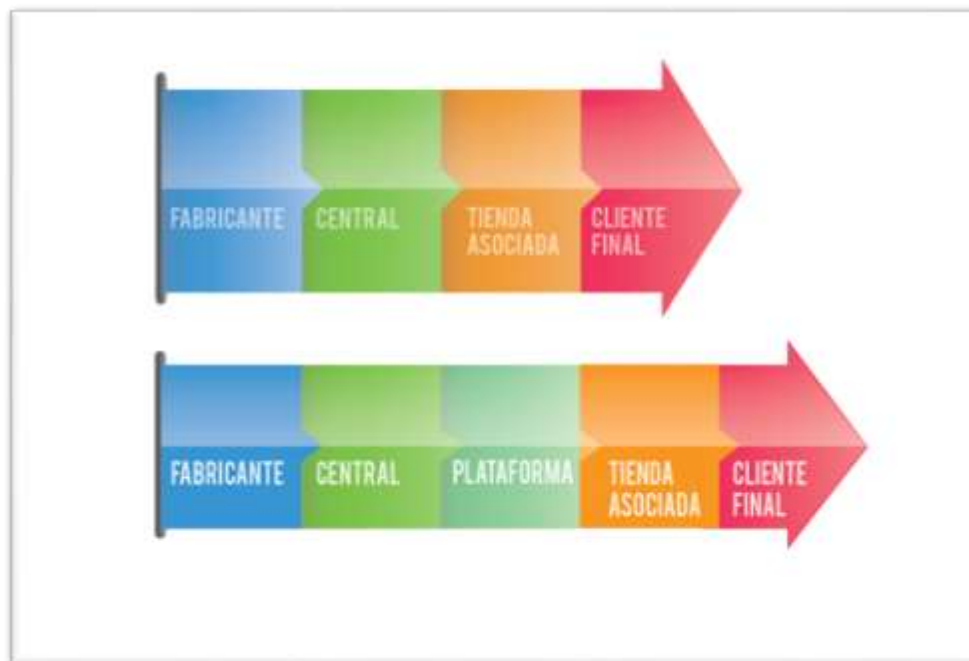 FABRICANTE CENTRAL TIENDA CLIENTE
ASOCIADA FINAL
FABRICANTE CENTRAL PLATAFORMA TIENDA CLIENTE
ASOCIADA FINAL